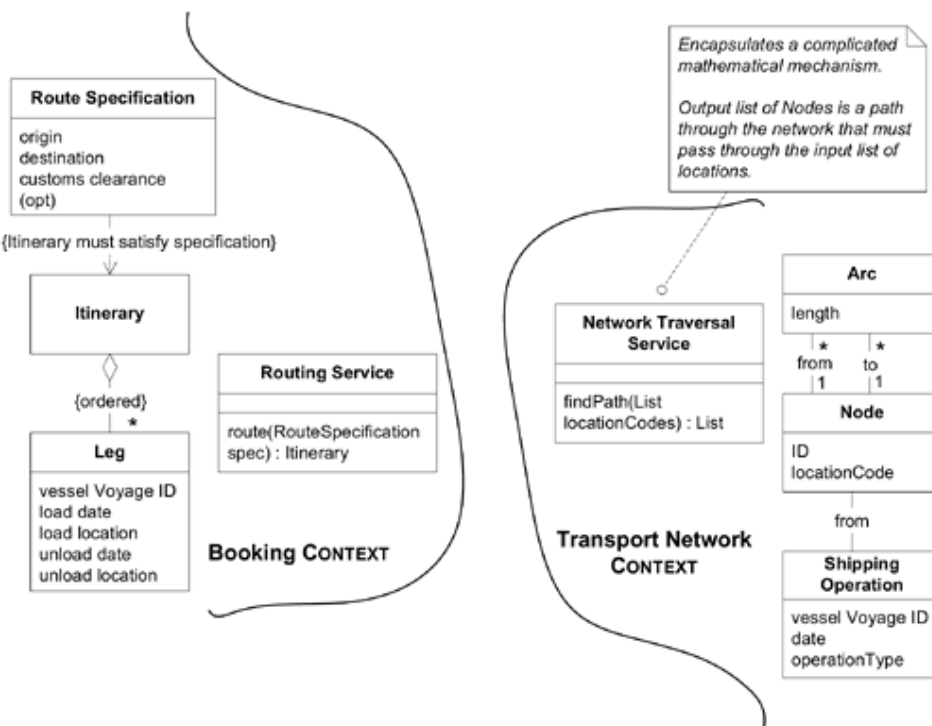 Route Specification
origin
destination
customs clearance
(opt)
{Itinerary must satisfy specification}
Itinerary
{ordered}
*
Leg
vessel Voyage ID
load date
load location
unload date
unload location
Routing Service
route(RouteSpecification
spec) : Itinerary
Booking CONTEXT
Encapsulates a complicated
mathematical mechanism.
Output list of Nodes is a path
through the network that must
pass through the input list of
locations.
Network Traversal
Service
findPath(List
locationCodes) : List
Transport Network
CONTEXT
Arc
length
* *
from to
1 1
Node
ID
locationCode
from
Shipping
Operation
vessel Voyage ID
date
operationType